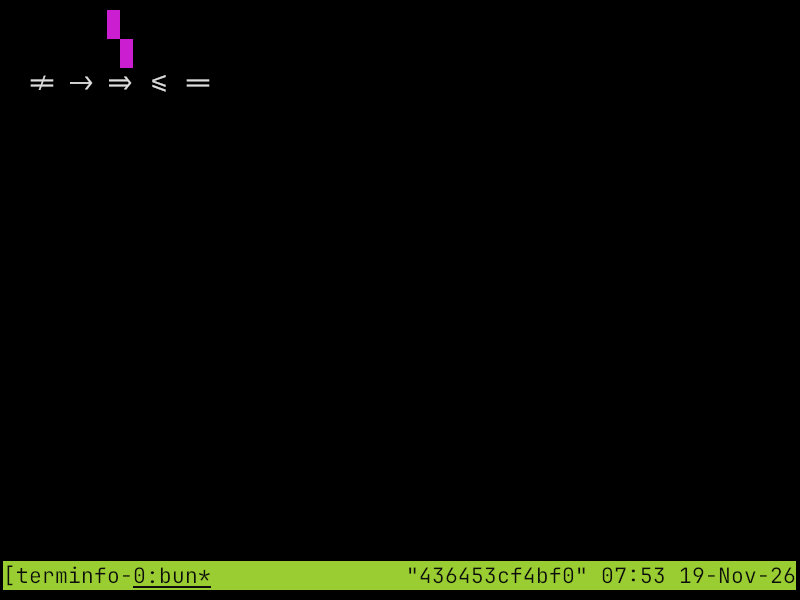 != -> => <= ==
[terminfo-0:bun* "436453cf4bf0" 07:53 19-Nov-26